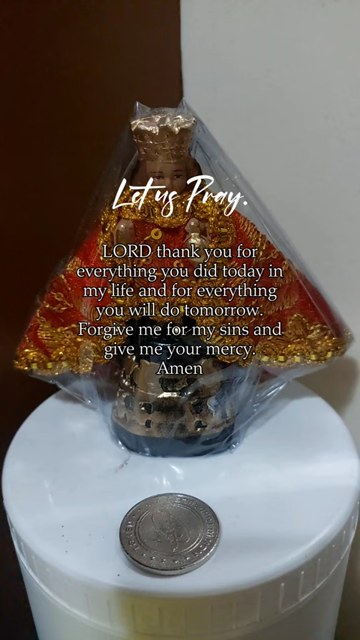 Let us Pray.
LORD thank you for
everything you did today in
my life and for everything
you will do tomorrow.
Forgive me for my sins and
give me your mercy.
Amen